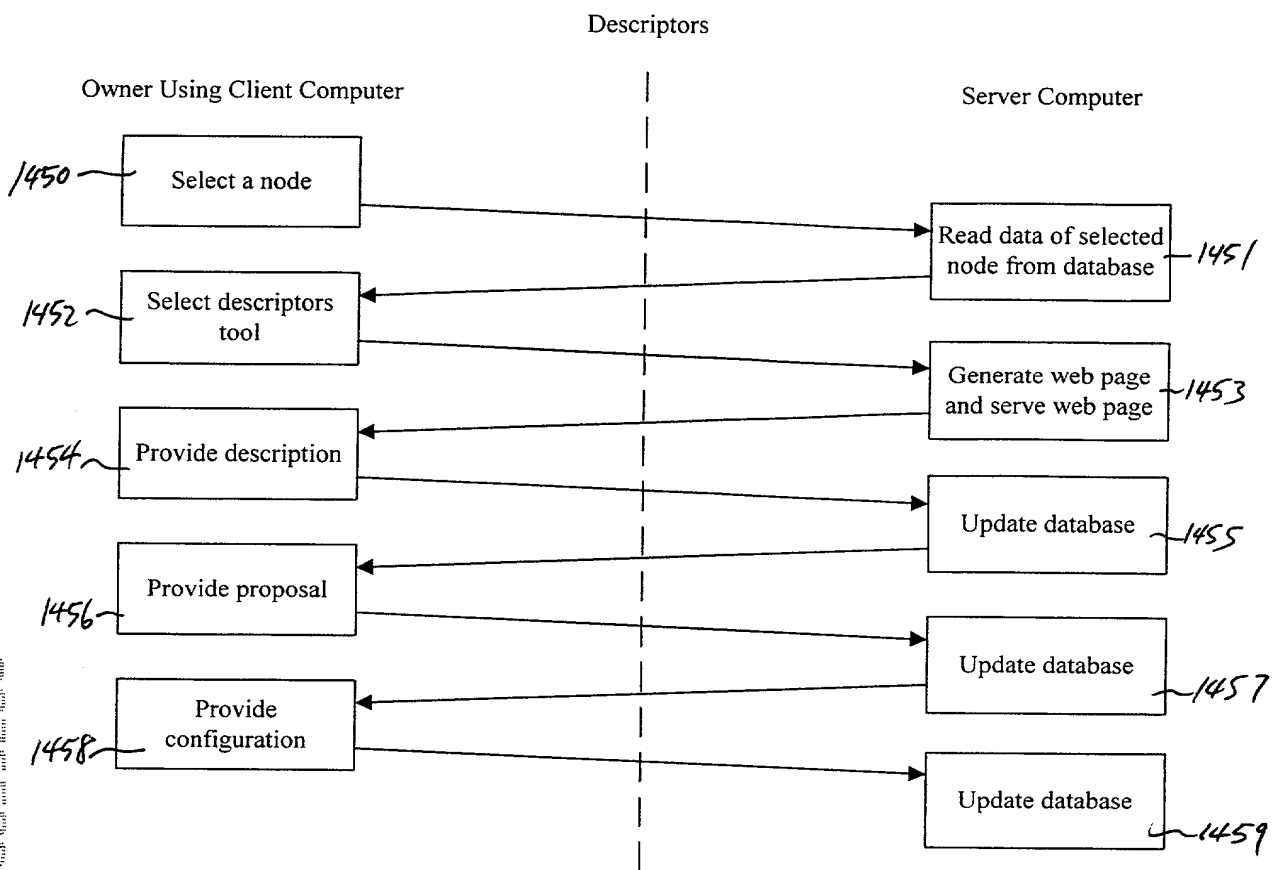 Descriptors
Owner Using Client Computer
Server Computer
1450
Select a node
Read data of selected
node from database
1451
1452
Select descriptors
tool
Generate web page
and serve web page
1453
1454
Provide description
Update database
1455
1456
Provide proposal
Update database
1457
1458
Provide
configuration
Update database
1459